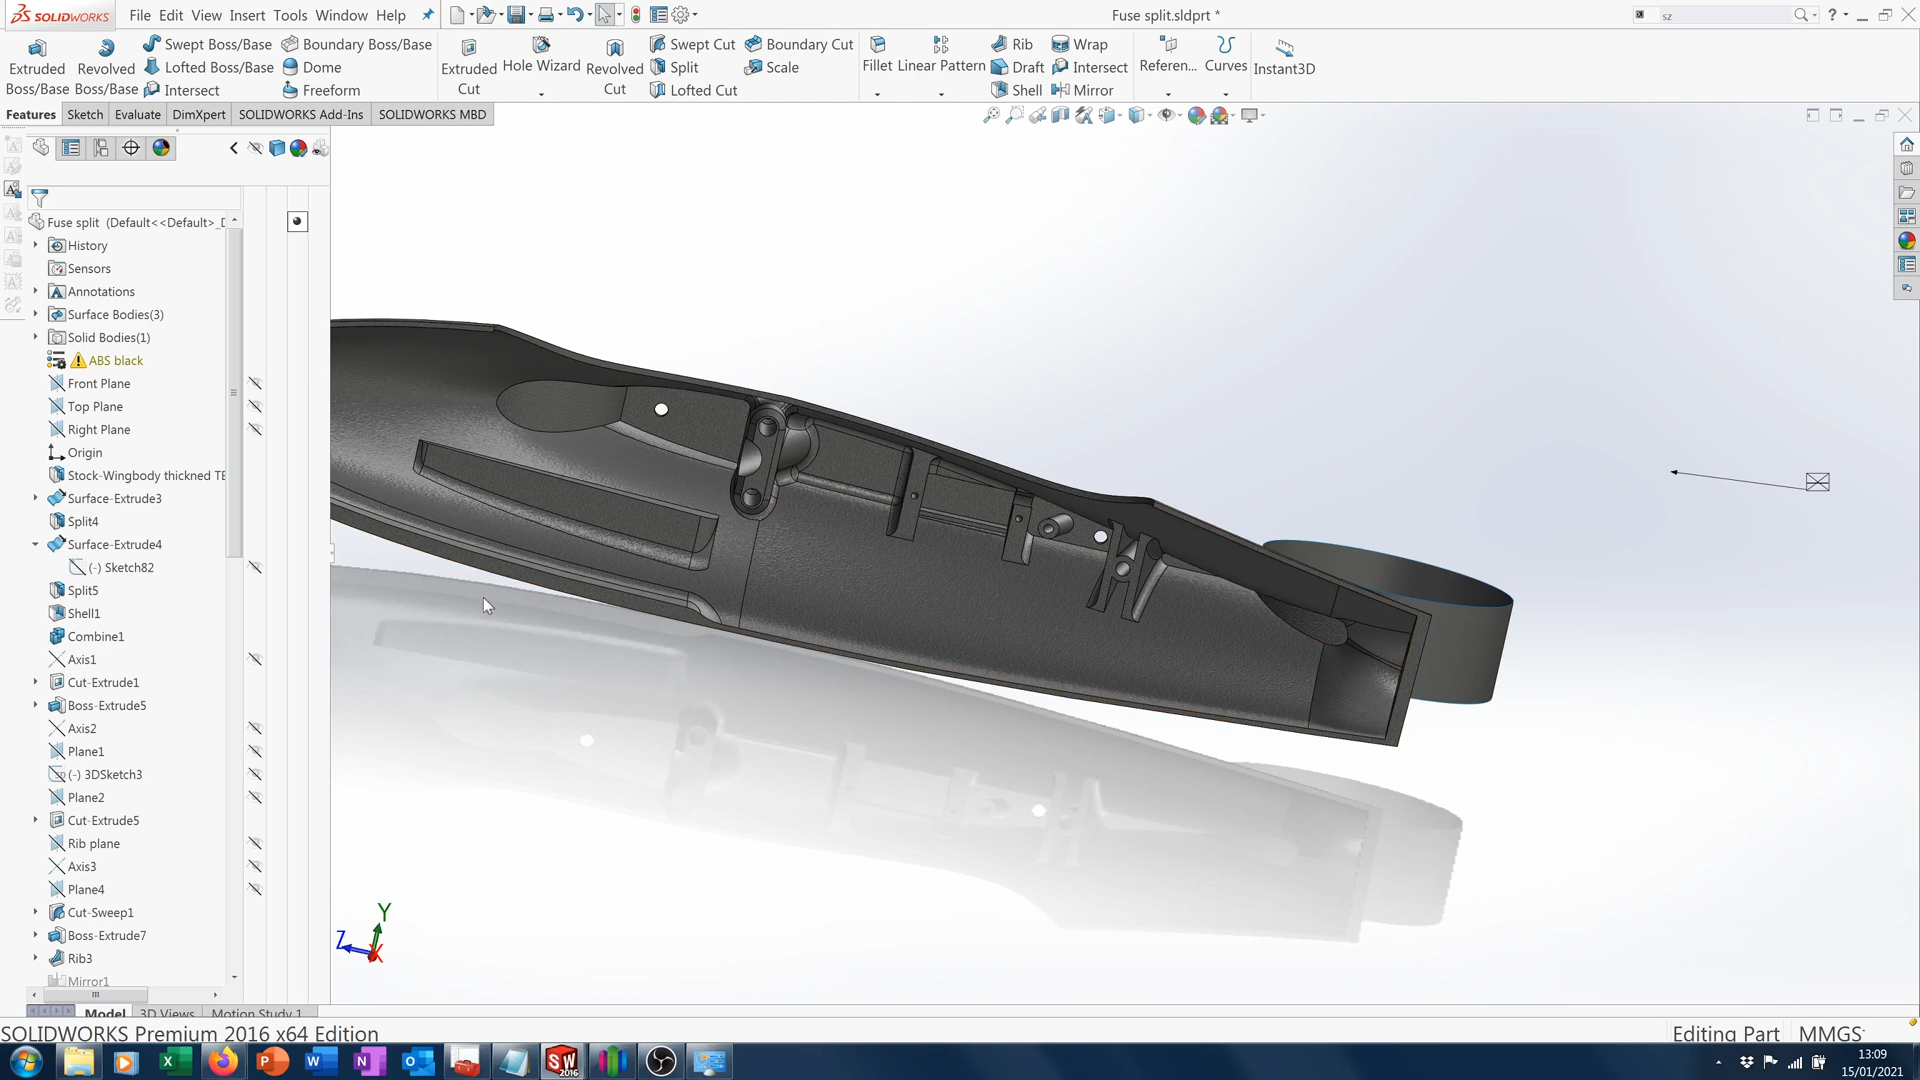 SOLIDWORKS File Edit View Insert Tools Window Help Fuse split.sldprt * sz
Extruded Boss/Base
Revolved Boss/Base
Swept Boss/Base
Lofted Boss/Base
Intersect
Boundary Boss/Base
Dome
Freeform
Extruded Cut
Hole Wizard
Revolved Cut
Swept Cut
Split
Lofted Cut
Boundary Cut
Scale
Fillet
Linear Pattern
Rib
Draft
Shell
Wrap
Intersect
Mirror
Referen...
Curves
Instant3D
Features Sketch Evaluate DimXpert SOLIDWORKS Add-Ins SOLIDWORKS MBD
Fuse split (Default<<Default>_D
History
Sensors
Annotations
Surface Bodies(3)
Solid Bodies(1)
ABS black
Front Plane
Top Plane
Right Plane
Origin
Stock-Wingbody thickned TE
Surface-Extrude3
Split4
Surface-Extrude4
(-) Sketch82
Split5
Shell1
Combine1
Axis1
Cut-Extrude1
Boss-Extrude5
Axis2
Plane1
(-) 3DSketch3
Plane2
Cut-Extrude5
Rib plane
Axis3
Plane4
Cut-Sweep1
Boss-Extrude7
Rib3
Mirror1
Y
Z
X
Model 3D Views Motion Study 1
SOLIDWORKS Premium 2016 x64 Edition Editing Part MMGS
13:09
15/01/2021